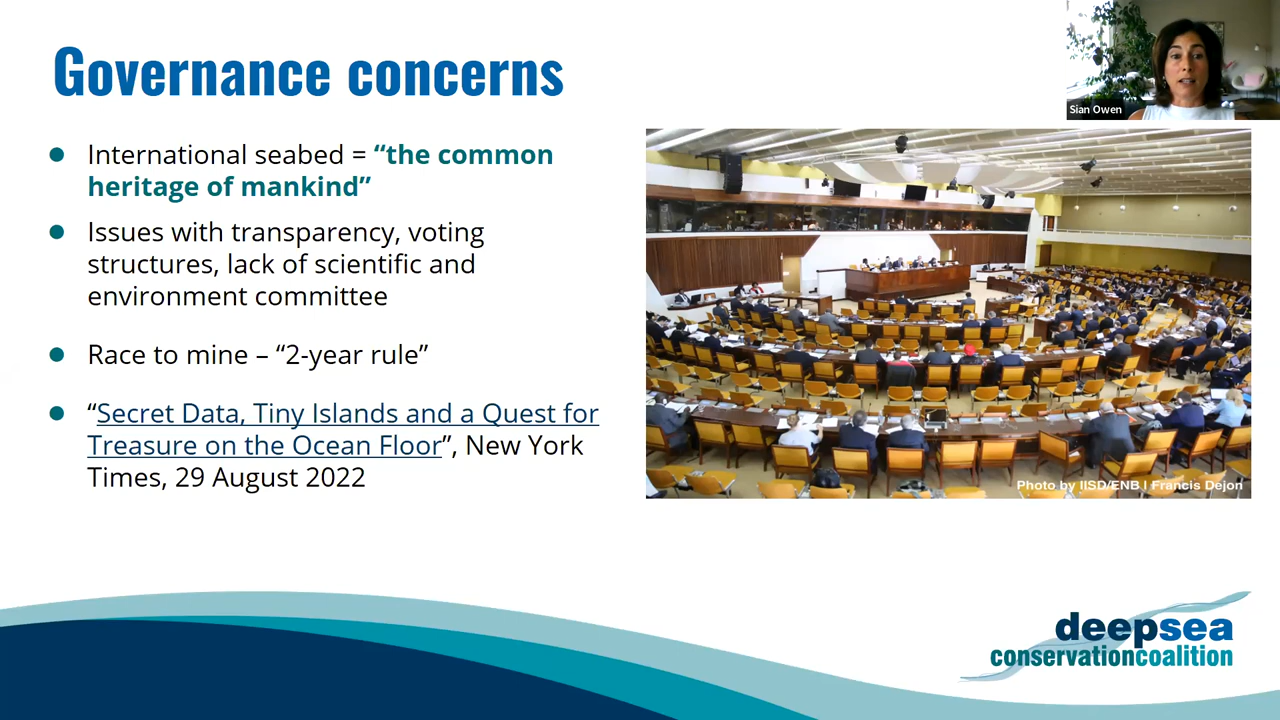 Governance concerns
Sian Owen
International seabed = “the common
heritage of mankind”
Issues with transparency, voting
structures, lack of scientific and
environment committee
Race to mine – “2-year rule”
“Secret Data, Tiny Islands and a Quest for
Treasure on the Ocean Floor”, New York
Times, 29 August 2022
Photo by IISD/ENB | Francis Dejon
deepsea
conservationcoalition